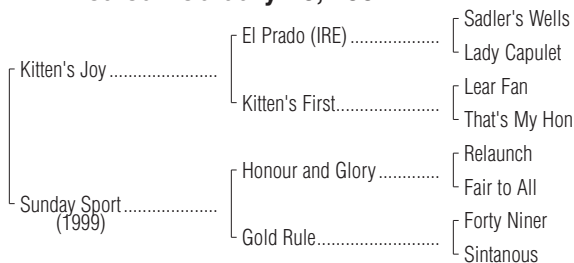 Sadler's Wells
El Prado (IRE)
Lady Capulet
Kitten's Joy
Lear Fan
Kitten's First
That's My Hon
Relaunch
Honour and Glory
Fair to All
Sunday Sport
(1999)
Forty Niner
Gold Rule
Sintanous